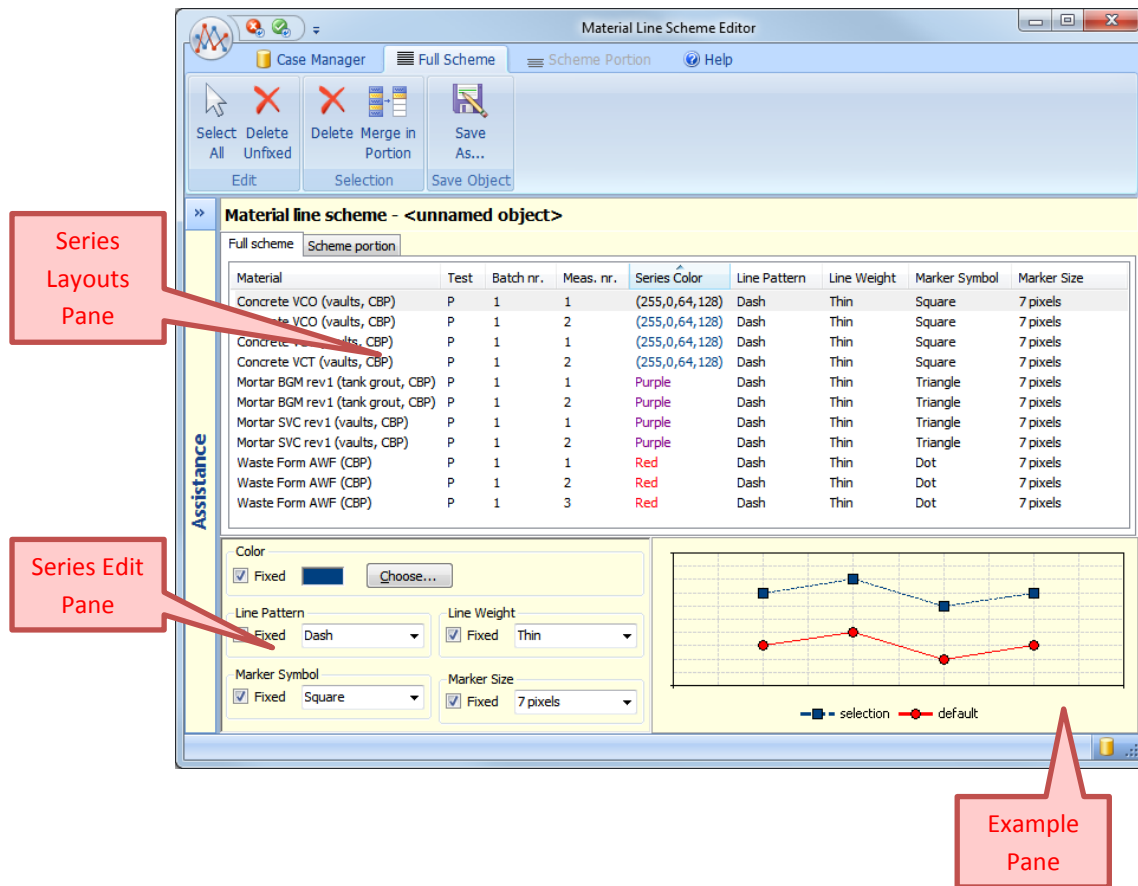 Material Line Scheme Editor
Case Manager Full Scheme Scheme Portion Help
Select All Delete Unfixed Delete Merge in Portion Save As...
Edit Selection Save Object
Material line scheme - <unnamed object>
Full scheme Scheme portion
Material Test Batch nr. Meas. nr. Series Color Line Pattern Line Weight Marker Symbol Marker Size
Concrete VCO (vaults, CBP) P 1 1 (255,0,64,128) Dash Thin Square 7 pixels
Concrete VCO (vaults, CBP) P 1 2 (255,0,64,128) Dash Thin Square 7 pixels
Concrete (vaults, CBP) P 1 1 (255,0,64,128) Dash Thin Square 7 pixels
Concrete VCT (vaults, CBP) P 1 2 (255,0,64,128) Dash Thin Square 7 pixels
Mortar BGM rev1 (tank grout, CBP) P 1 1 Purple Dash Thin Triangle 7 pixels
Mortar BGM rev1 (tank grout, CBP) P 1 2 Purple Dash Thin Triangle 7 pixels
Mortar SVC rev1 (vaults, CBP) P 1 1 Purple Dash Thin Triangle 7 pixels
Mortar SVC rev1 (vaults, CBP) P 1 2 Purple Dash Thin Triangle 7 pixels
Waste Form AWF (CBP) P 1 1 Red Dash Thin Dot 7 pixels
Waste Form AWF (CBP) P 1 2 Red Dash Thin Dot 7 pixels
Waste Form AWF (CBP) P 1 3 Red Dash Thin Dot 7 pixels
Assistance
Series
Layouts
Pane
Series Edit
Pane
Color
Fixed Choose...
Line Pattern Line Weight
Fixed Dash Fixed Thin
Marker Symbol Marker Size
Fixed Square Fixed 7 pixels
selection default
Example
Pane